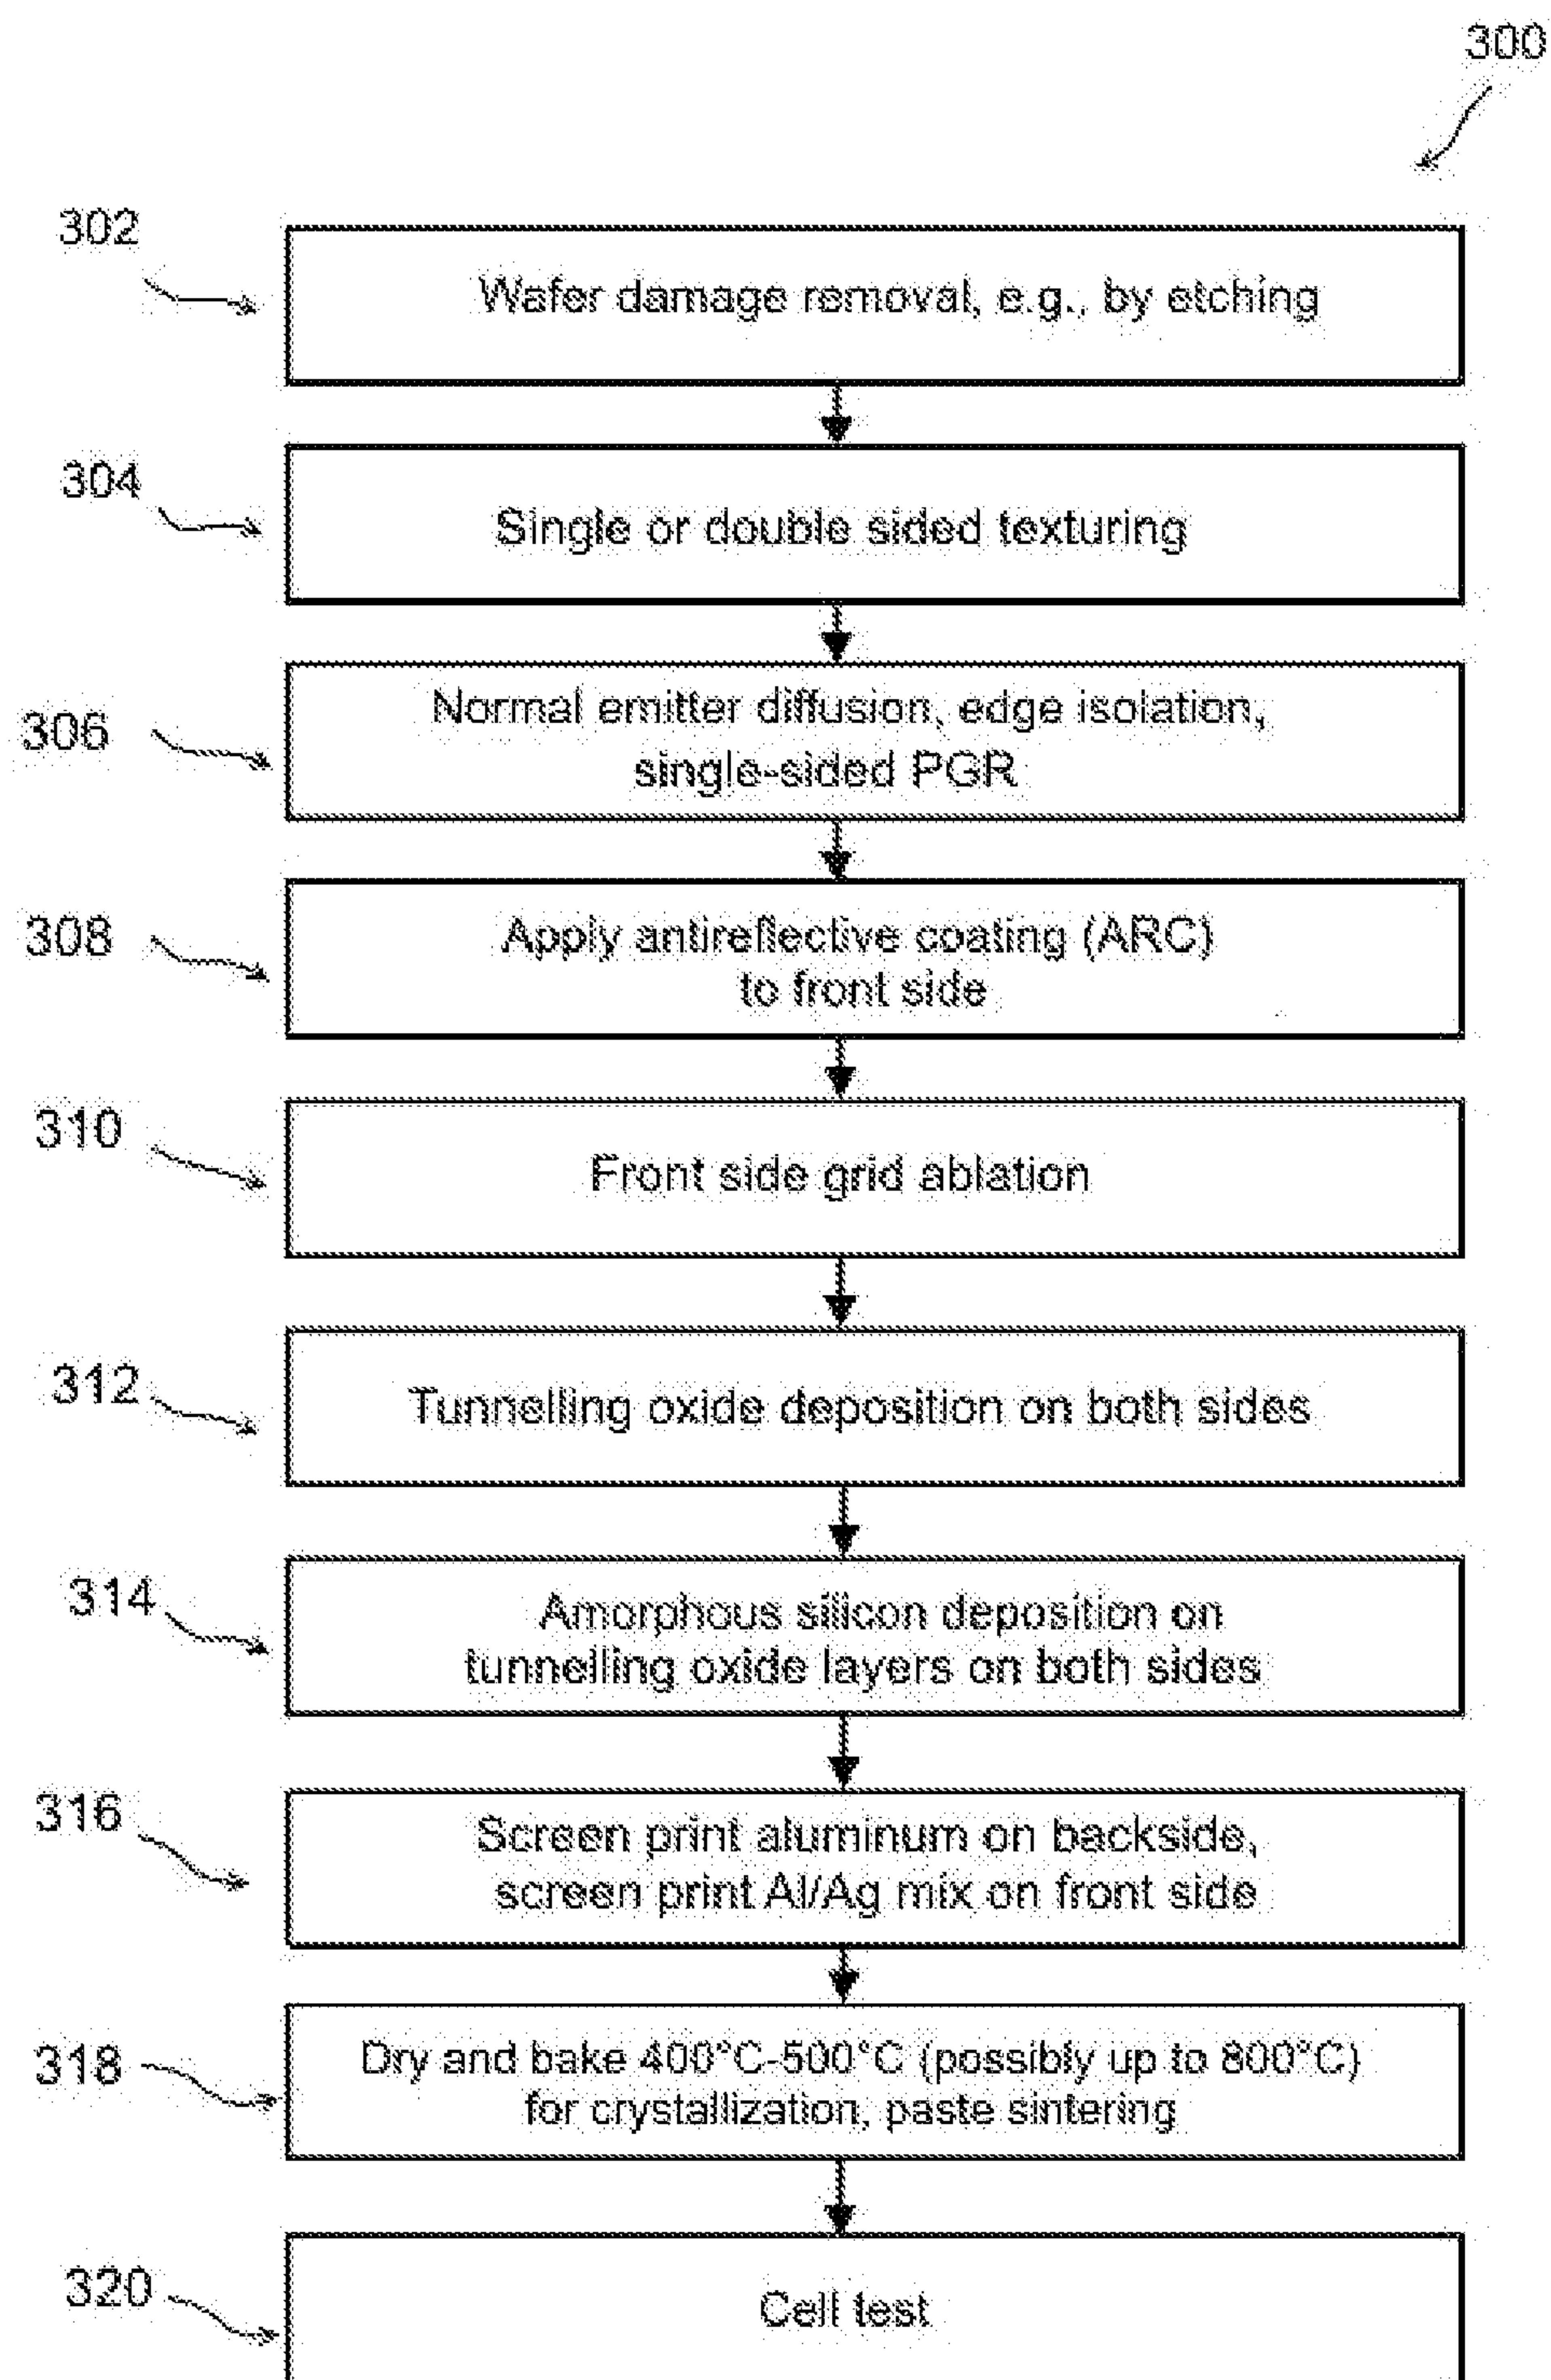 300
302
Wafer damage removal, e.g., by etching
304
Single or double sided texturing
306
Normal emitter diffusion, edge isolation,
single-sided PGR
308
Apply antireflective coating (ARC)
to front side
310
Front side grid ablation
312
Tunnelling oxide deposition on both sides
314
Amorphous silicon deposition on
tunnelling oxide layers on both sides
316
Screen print aluminum on backside,
screen print Al/Ag mix on front side
318
Dry and bake 400°C-500°C (possibly up to 800°C)
for crystallization, paste sintering
320
Cell test